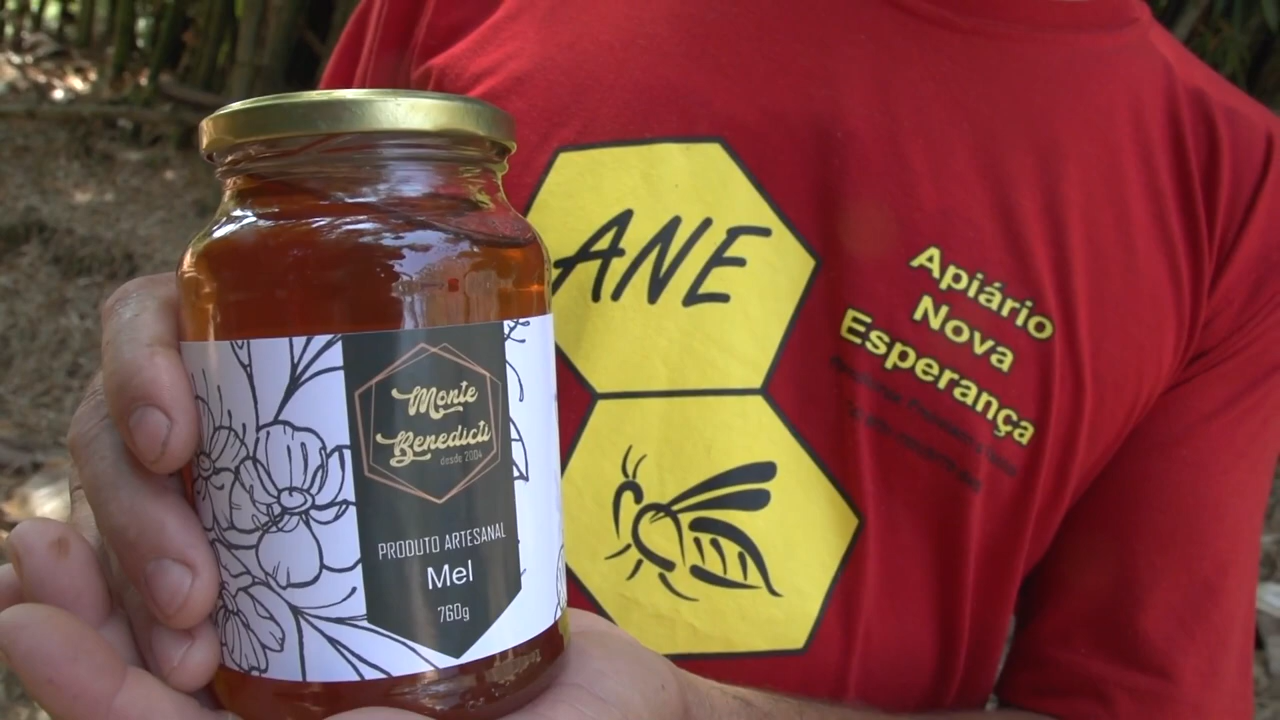 Monte
Benedicti
desde 2004
PRODUTO ARTESANAL
Mel
760g
ANE
Apiário
Nova
Esperança